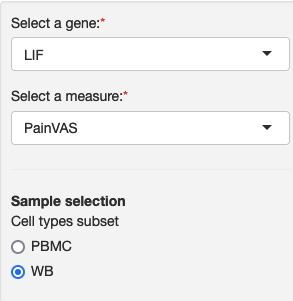 Select a gene:*
LIF
Select a measure:*
PainVAS
Sample selection
Cell types subset
PBMC
WB